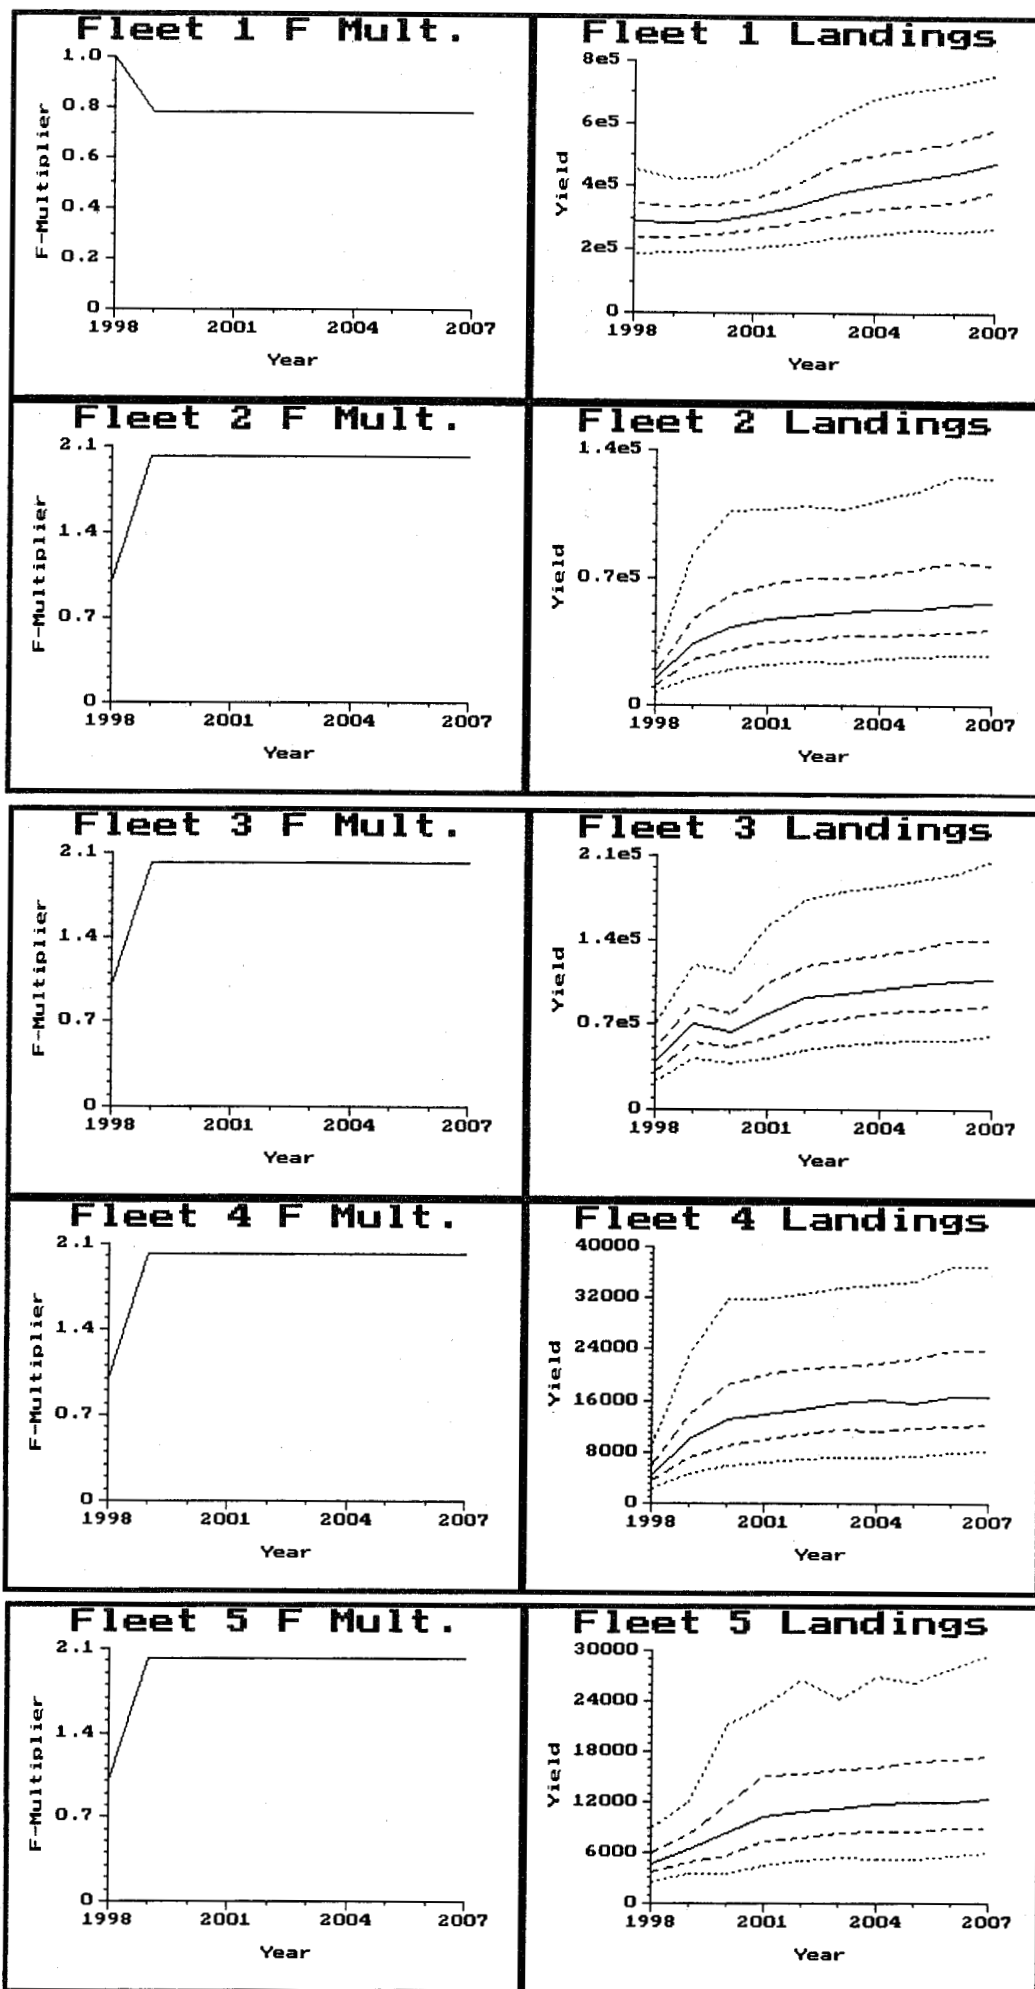 Fleet 1 F Mult.
1.0
0.8
0.6
0.4
0.2
0
F-Multiplier
1998 2001 2004 2007
Year
Fleet 1 Landings
8e5
6e5
4e5
2e5
0
Yield
1998 2001 2004 2007
Year
Fleet 2 F Mult.
2.1
1.4
0.7
0
F-Multiplier
1998 2001 2004 2007
Year
Fleet 2 Landings
1.4e5
0.7e5
0
Yield
1998 2001 2004 2007
Year
Fleet 3 F Mult.
2.1
1.4
0.7
0
F-Multiplier
1998 2001 2004 2007
Year
Fleet 3 Landings
2.1e5
1.4e5
0.7e5
0
Yield
1998 2001 2004 2007
Year
Fleet 4 F Mult.
2.1
1.4
0.7
0
F-Multiplier
1998 2001 2004 2007
Year
Fleet 4 Landings
40000
32000
24000
16000
8000
0
Yield
1998 2001 2004 2007
Year
Fleet 5 F Mult.
2.1
1.4
0.7
0
F-Multiplier
1998 2001 2004 2007
Year
Fleet 5 Landings
30000
24000
18000
12000
6000
0
Yield
1998 2001 2004 2007
Year